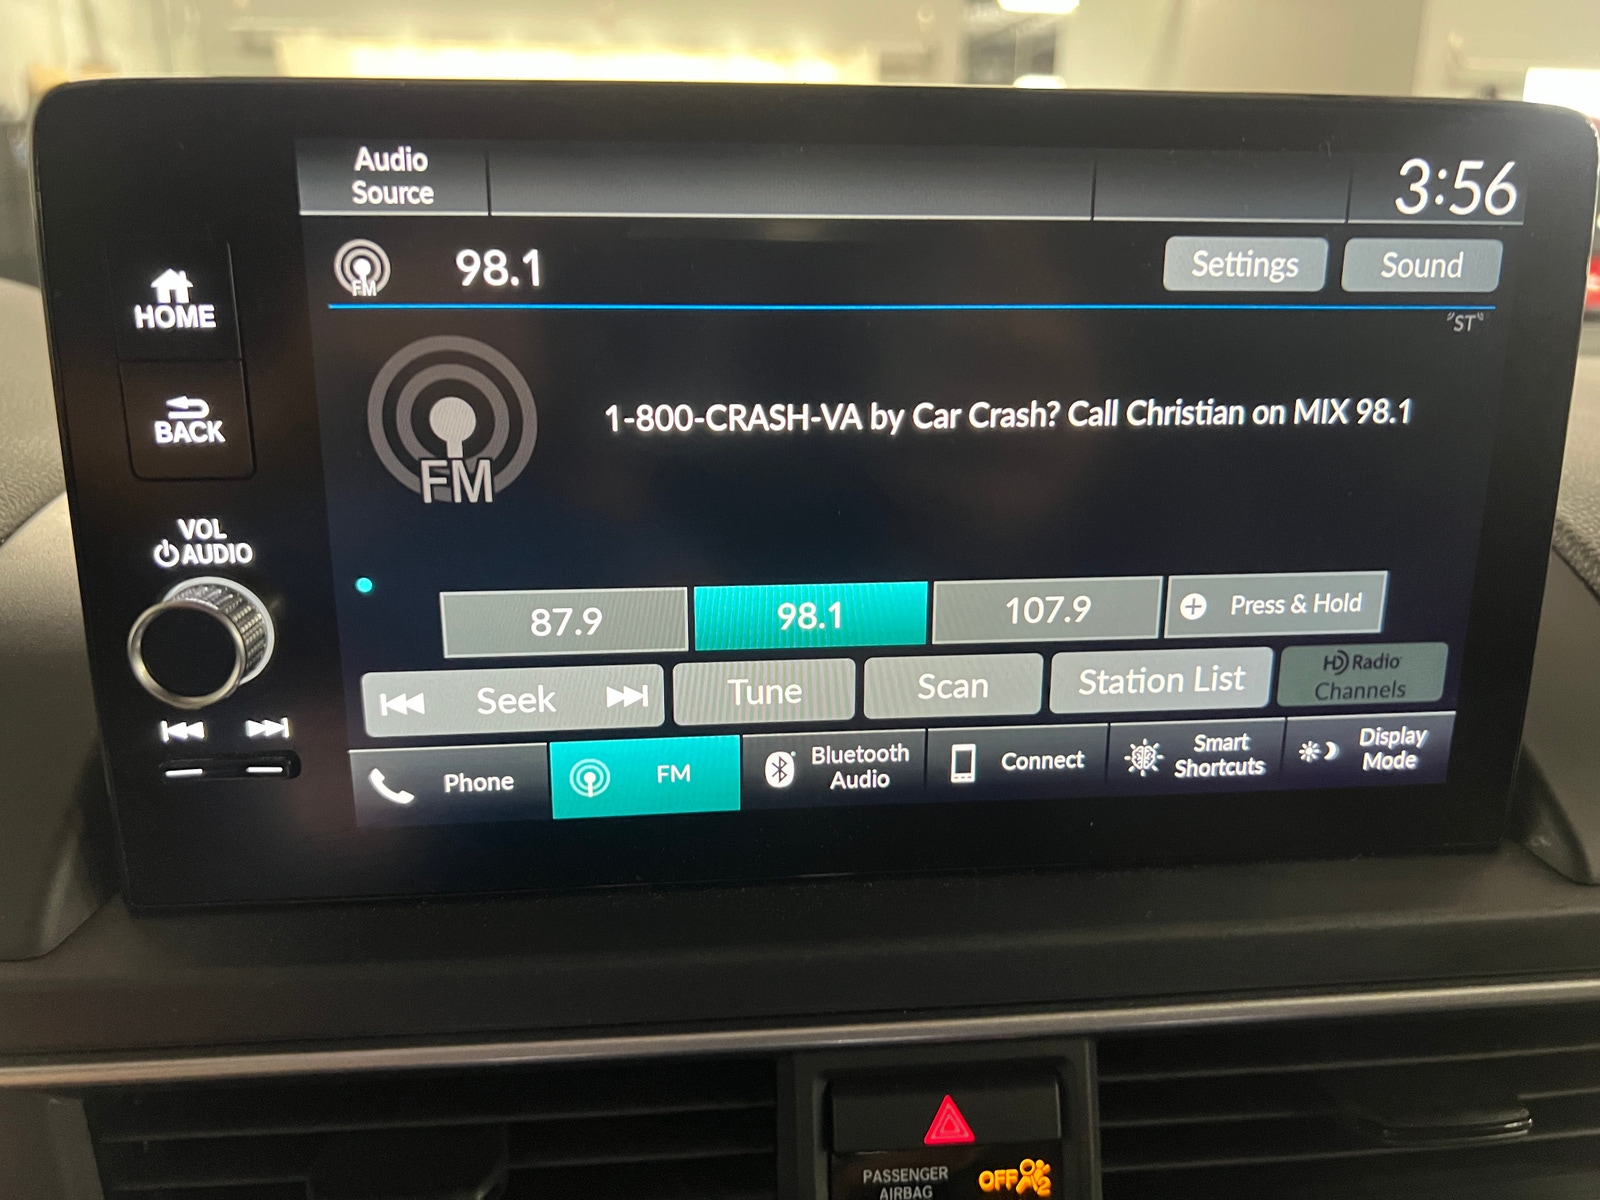 Audio
Source
3:56
FM
98.1
Settings
Sound
"ST"
HOME
BACK
VOL
AUDIO
FM
1-800-CRASH-VA by Car Crash? Call Christian on MIX 98.1
87.9
98.1
107.9
Press & Hold
Seek
Tune
Scan
Station List
HD Radio
Channels
Phone
FM
Bluetooth
Audio
Connect
Smart
Shortcuts
Display
Mode
PASSENGER
AIRBAG
OFF
2